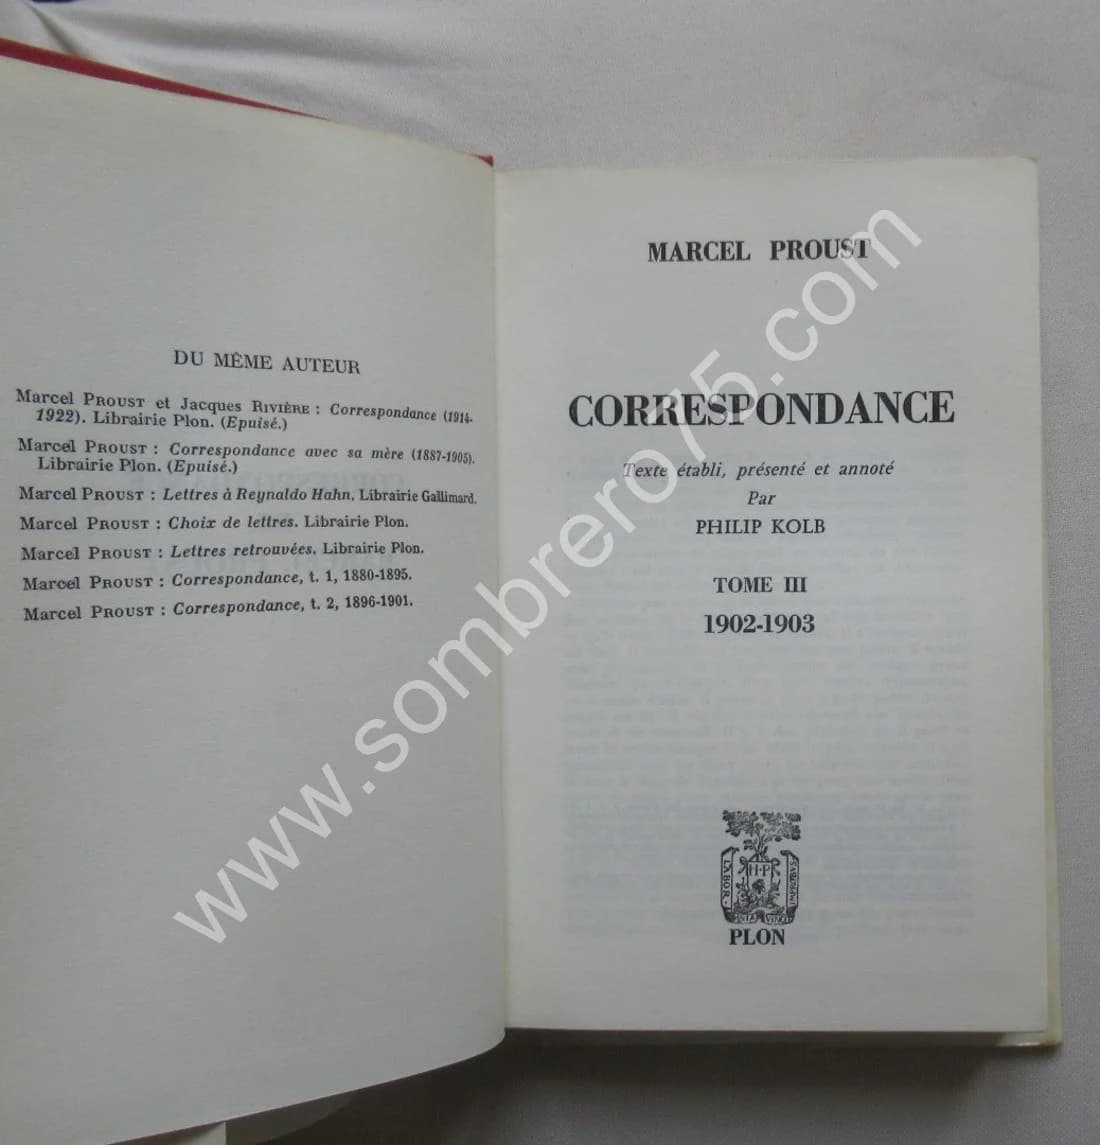 DU MÊME AUTEUR
Marcel PROUST et Jacques RIVIÈRE : Correspondance (1914-
1922). Librairie Plon. (Epuisé.)
Marcel PROUST : Correspondance avec sa mère (1887-1905).
Librairie Plon. (Epuisé.)
Marcel PROUST : Lettres à Reynaldo Hahn. Librairie Gallimard.
Marcel PROUST : Choix de lettres. Librairie Plon.
Marcel PROUST : Lettres retrouvées. Librairie Plon.
Marcel PROUST : Correspondance, t. 1, 1880-1895.
Marcel PROUST : Correspondance, t. 2, 1896-1901.
MARCEL PROUST
CORRESPONDANCE
Texte établi, présenté et annoté
Par
PHILIP KOLB
TOME III
1902-1903
LABOR
H·P
IMPROBVS
PLON
www.sombrero75.com